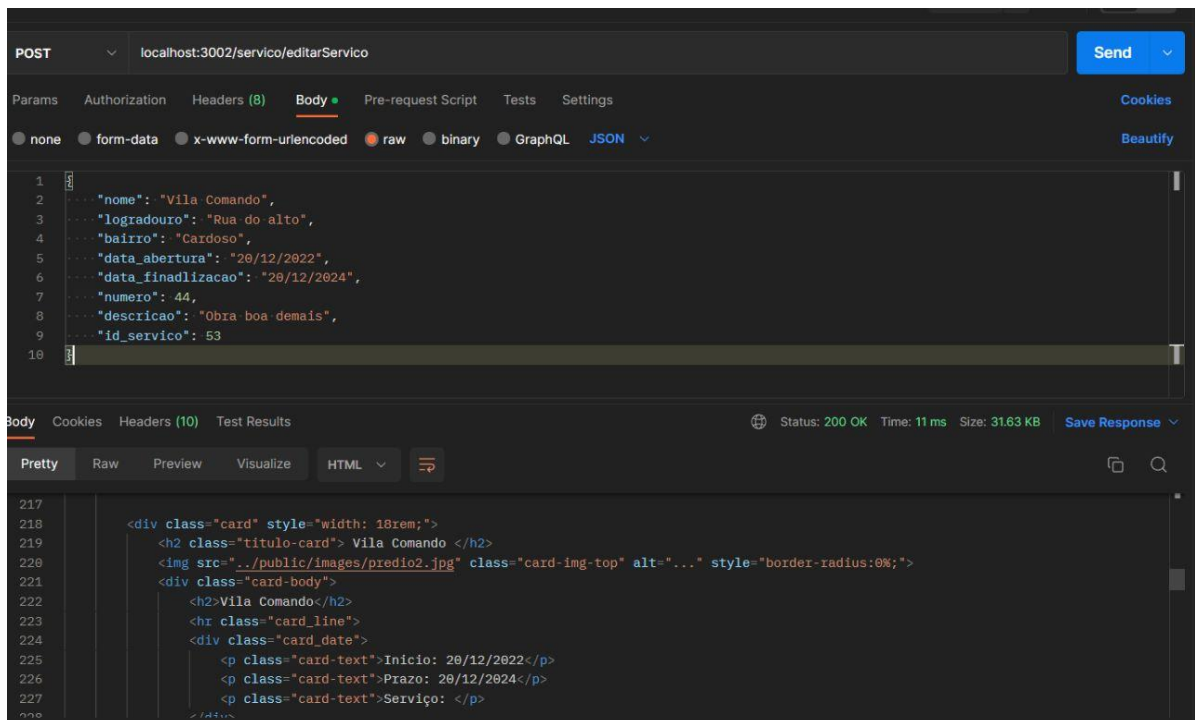 POST localhost:3002/servico/editarServico Send
Params Authorization Headers (8) Body Pre-request Script Tests Settings Cookies
none form-data x-www-form-urlencoded raw binary GraphQL JSON Beautify
1 {
2 "nome": "Vila Comando",
3 "logradouro": "Rua do alto",
4 "bairro": "Cardoso",
5 "data_abertura": "20/12/2022",
6 "data_finadlizacao": "20/12/2024",
7 "numero": 44,
8 "descricao": "Obra boa demais",
9 "id_servico": 53
10 }
Body Cookies Headers (10) Test Results Status: 200 OK Time: 11 ms Size: 31.63 KB Save Response
Pretty Raw Preview Visualize HTML
217
218 <div class="card" style="width: 18rem;">
219 <h2 class="titulo-card"> Vila Comando </h2>
220 <img src="../public/images/predio2.jpg" class="card-img-top" alt="..." style="border-radius:0%;">
221 <div class="card-body">
222 <h2>Vila Comando</h2>
223 <hr class="card_line">
224 <div class="card_date">
225 <p class="card-text">Inicio: 20/12/2022</p>
226 <p class="card-text">Prazo: 20/12/2024</p>
227 <p class="card-text">Serviço: </p>
228 </div>